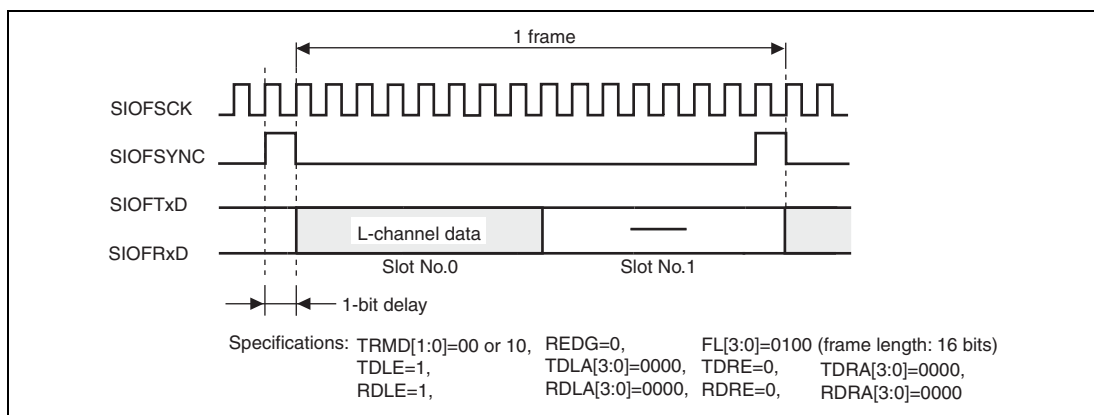 1 frame
SIOFSCK
SIOFSYNC
SIOFTxD
L-channel data
SIOFRxD
Slot No.0 Slot No.1
1-bit delay
Specifications: TRMD[1:0]=00 or 10, REDG=0, FL[3:0]=0100 (frame length: 16 bits)
TDLE=1, TDLA[3:0]=0000, TDRE=0, TDRA[3:0]=0000,
RDLE=1, RDLA[3:0]=0000, RDRE=0, RDRA[3:0]=0000